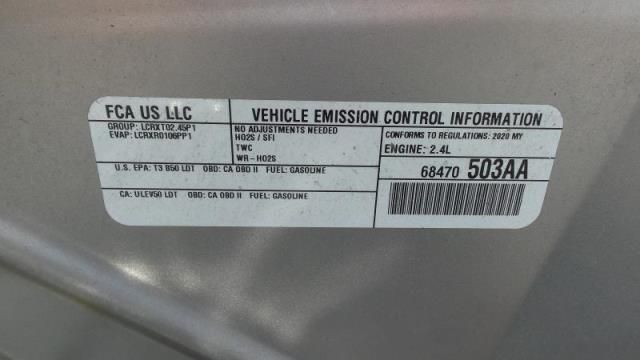 FCA US LLC
VEHICLE EMISSION CONTROL INFORMATION
GROUP: LCRXT02.45P1
EVAP: LCRXR0106PP1
NO ADJUSTMENTS NEEDED
HO2S / SFI
TWC
WR-HO2S
CONFORMS TO REGULATIONS: 2020 MY
ENGINE: 2.4L
U.S. EPA: T3 B50 LDT OBD: CA OBD II FUEL: GASOLINE
68470 503AA
CA: ULEV50 LDT OBD: CA OBD II FUEL: GASOLINE